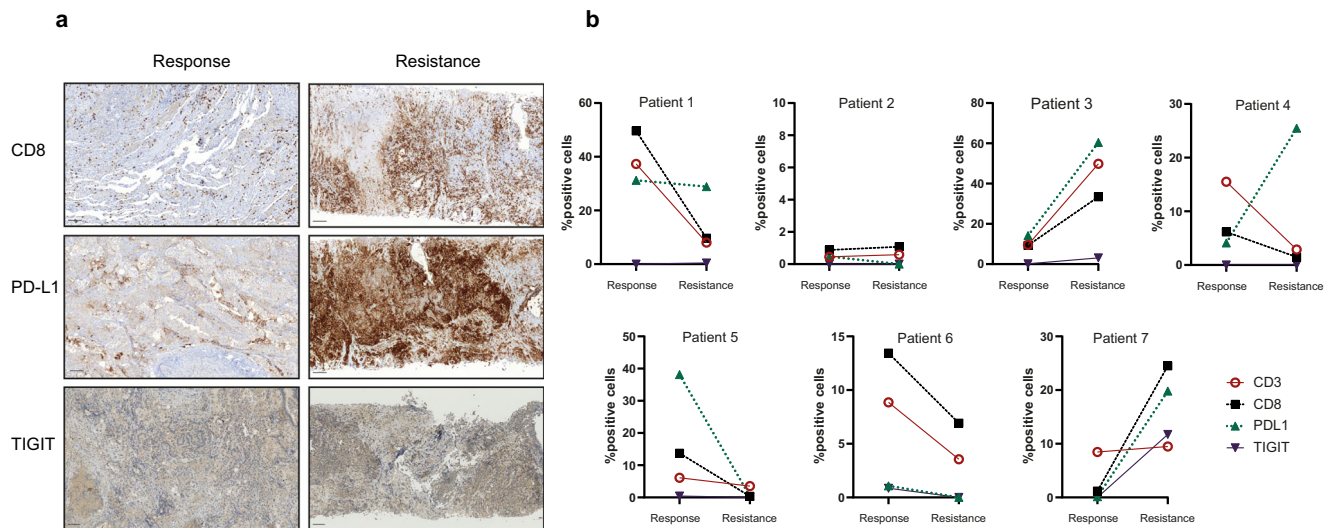 a
b
Response
Resistance
CD8
PD-L1
TIGIT
Patient 1
%positive cells
60
40
20
0
Response
Resistance
Patient 2
%positive cells
10
8
6
4
2
0
Response
Resistance
Patient 3
%positive cells
80
60
40
20
0
Response
Resistance
Patient 4
%positive cells
30
20
10
0
Response
Resistance
Patient 5
%positive cells
50
40
30
20
10
0
Response
Resistance
Patient 6
%positive cells
15
10
5
0
Response
Resistance
Patient 7
%positive cells
30
20
10
0
Response
Resistance
CD3
CD8
PDL1
TIGIT